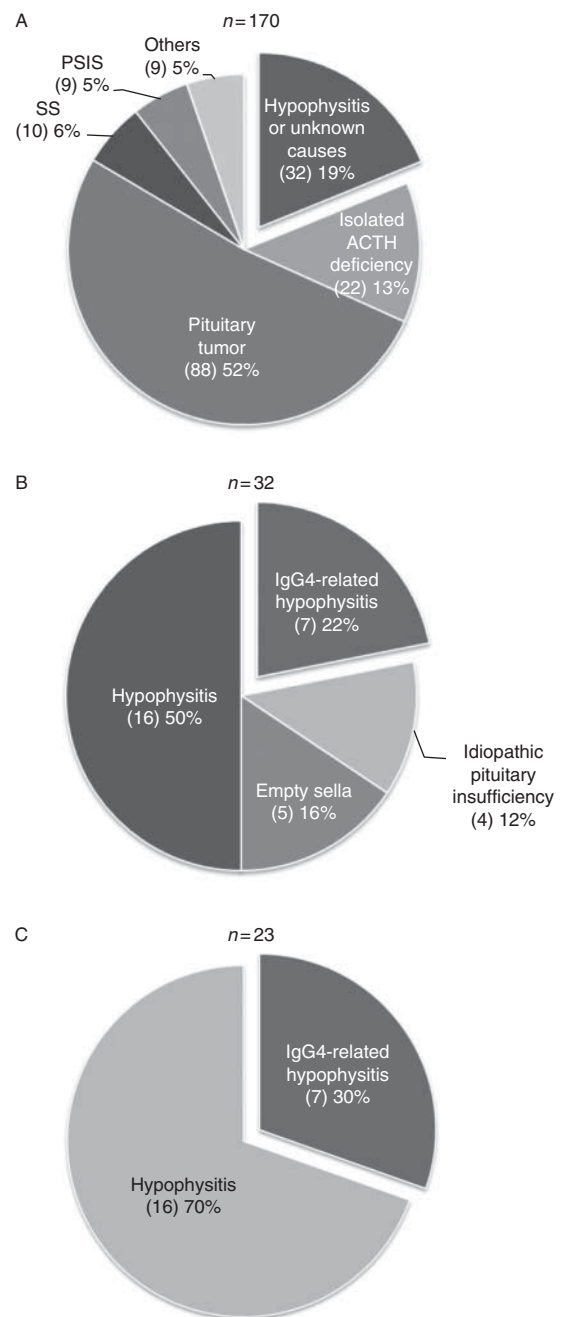 A
n=170
Others
(9) 5%
PSIS
(9) 5%
SS
(10) 6%
Hypophysitis
or unknown
causes
(32) 19%
Isolated
ACTH
deficiency
(22) 13%
Pituitary
tumor
(88) 52%
B
n=32
IgG4-related
hypophysitis
(7) 22%
Hypophysitis
(16) 50%
Idiopathic
pituitary
insufficiency
(4) 12%
Empty sella
(5) 16%
C
n=23
IgG4-related
hypophysitis
(7) 30%
Hypophysitis
(16) 70%